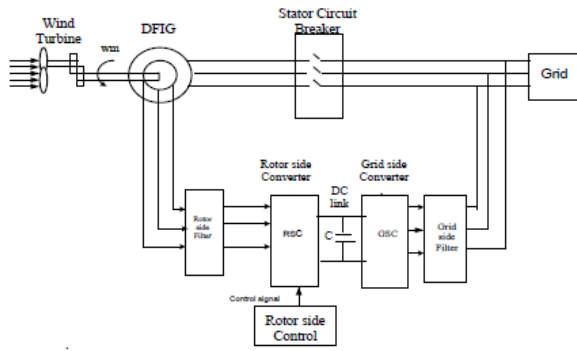 Wind
Turbine
DFIG
Stator Circuit
Breaker
wm
Grid
Rotor side
Converter
Grid side
Converter
DC
link
Rotor
side
Filter
RSC
C
GSC
Grid
side
Filter
Control signal
Rotor side
Control